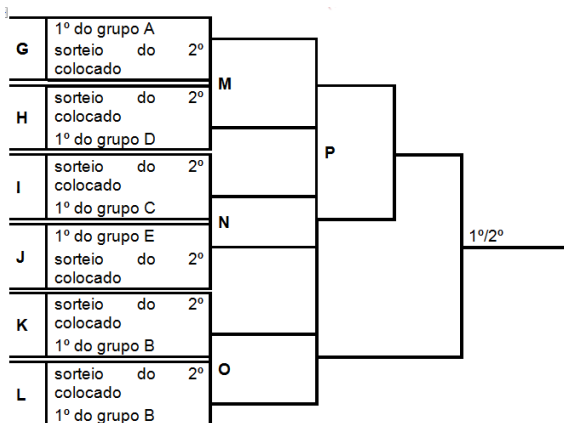 G
1º do grupo A
sorteio do 2º
colocado
M
H
sorteio do 2º
colocado
1º do grupo D
P
I
sorteio do 2º
colocado
1º do grupo C
N
J
1º do grupo E
sorteio do 2º
colocado
1º/2º
K
sorteio do 2º
colocado
1º do grupo B
O
L
sorteio do 2º
colocado
1º do grupo B